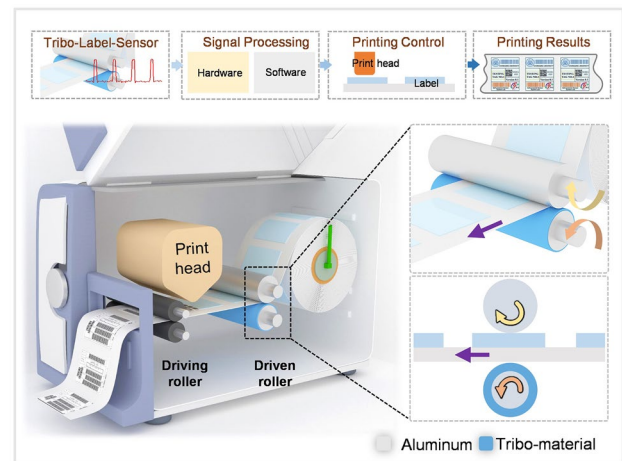 Tribo-Label-Sensor
Signal Processing
Printing Control
Printing Results
Hardware
Software
Print head
Label
Print
head
Driving
roller
Driven
roller
Aluminum
Tribo-material